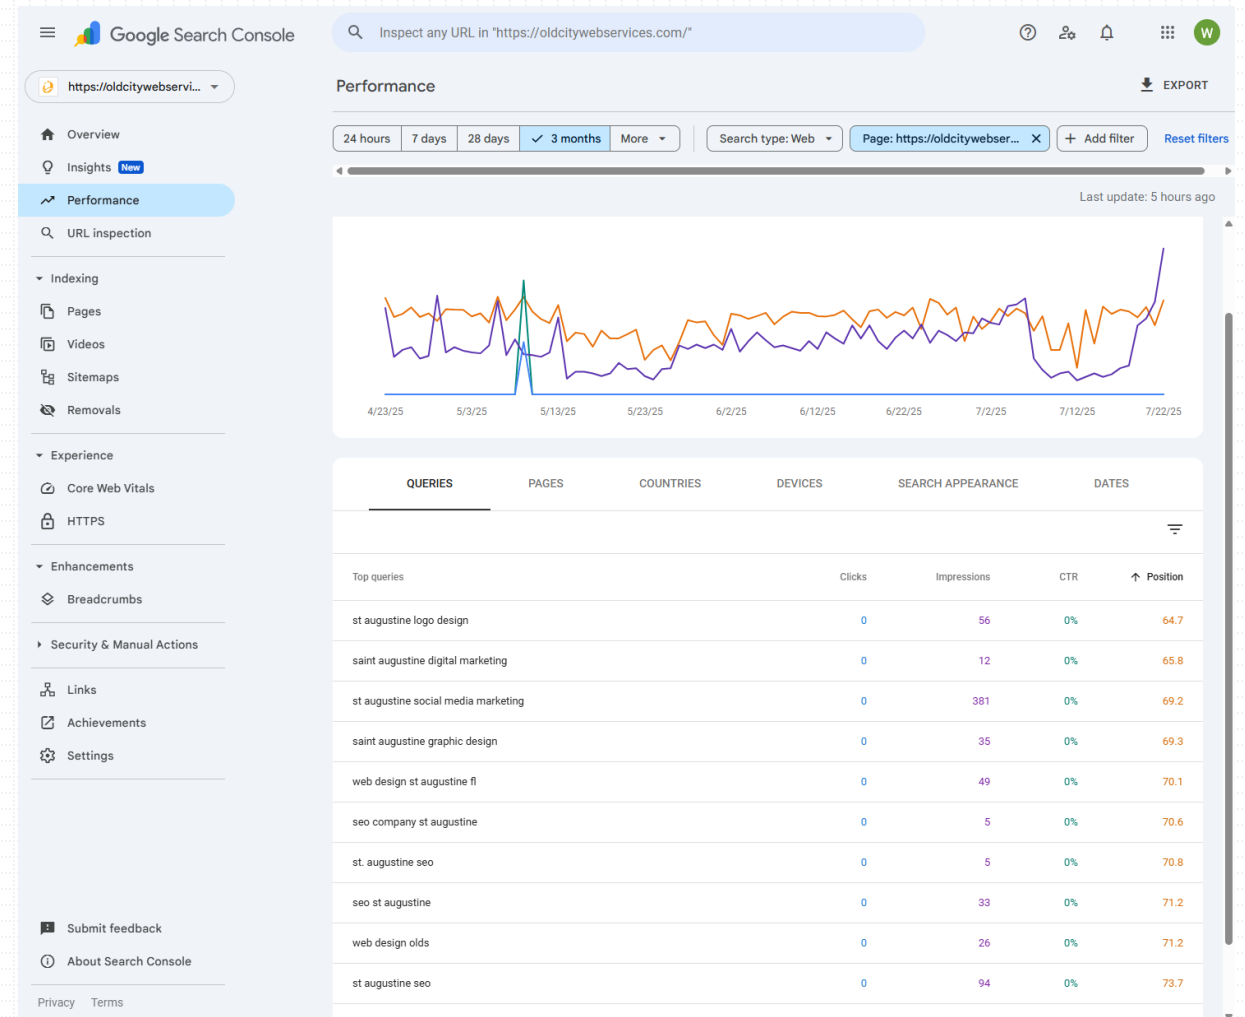 Google Search Console
Inspect any URL in "https://oldcitywebservices.com/"
W
https://oldcitywebservi...
Performance
EXPORT
24 hours
7 days
28 days
3 months
More
Search type: Web
Page: https://oldcitywebser...
Add filter
Reset filters
Last update: 5 hours ago
Overview
Insights New
Performance
URL inspection
Indexing
Pages
Videos
Sitemaps
Removals
Experience
Core Web Vitals
HTTPS
Enhancements
Breadcrumbs
Security & Manual Actions
Links
Achievements
Settings
Submit feedback
About Search Console
Privacy Terms
4/23/25 5/3/25 5/13/25 5/23/25 6/2/25 6/12/25 6/22/25 7/2/25 7/12/25 7/22/25
QUERIES PAGES COUNTRIES DEVICES SEARCH APPEARANCE DATES
Top queries Clicks Impressions CTR Position
st augustine logo design 0 56 0% 64.7
saint augustine digital marketing 0 12 0% 65.8
st augustine social media marketing 0 381 0% 69.2
saint augustine graphic design 0 35 0% 69.3
web design st augustine fl 0 49 0% 70.1
seo company st augustine 0 5 0% 70.6
st. augustine seo 0 5 0% 70.8
seo st augustine 0 33 0% 71.2
web design olds 0 26 0% 71.2
st augustine seo 0 94 0% 73.7